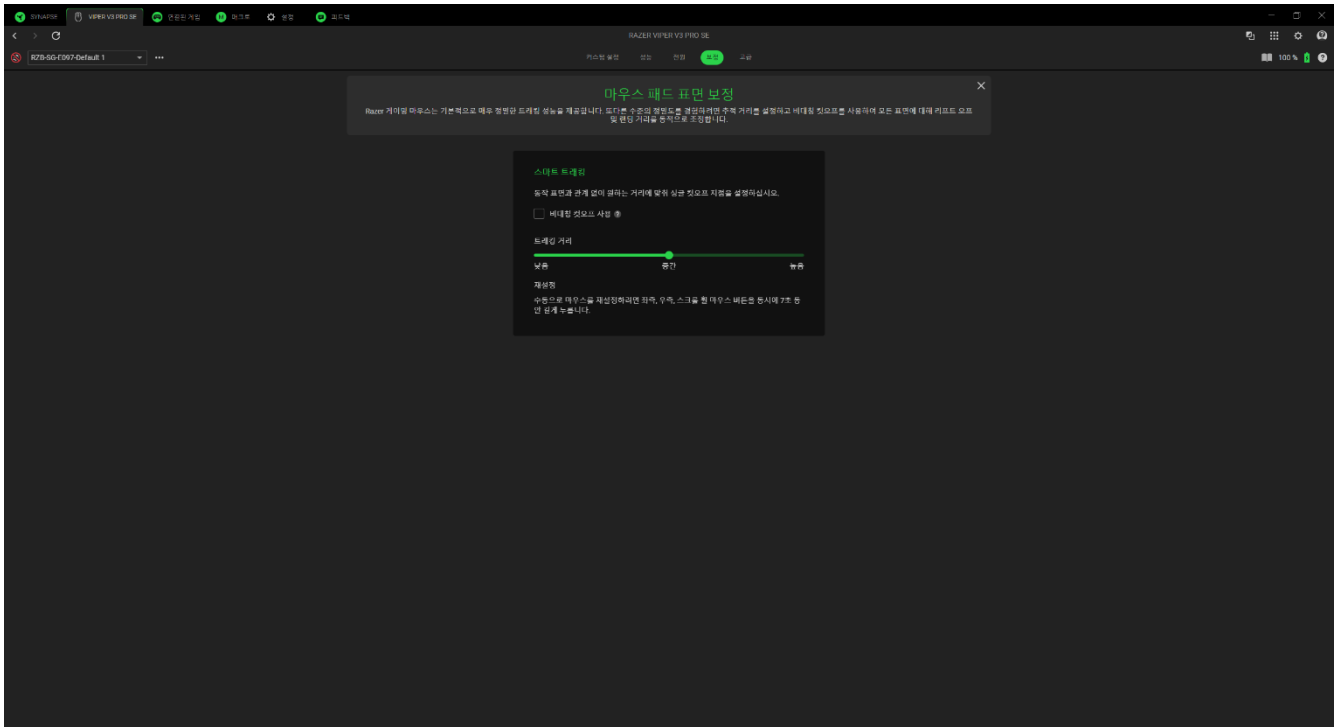 SYNAPSE
VIPER V3 PRO SE
연결된 게임
매크로
설정
피드백
RAZER VIPER V3 PRO SE
RZB-SG-E097-Default 1
커스텀 설정
성능
전원
보정
도움
100 %
마우스 패드 표면 보정
Razer 게이밍 마우스는 기본적으로 매우 정밀한 트래킹 성능을 제공합니다. 또다른 수준의 정밀도를 경험하려면 추적 거리를 설정하고 비대칭 컷오프를 사용하여 모든 표면에 대해 리프트 오프
및 랜딩 거리를 동적으로 조정합니다.
스마트 트래킹
동작 표면과 관계 없이 원하는 거리에 맞춰 싱글 컷오프 지점을 설정하십시오.
비대칭 컷오프 사용
트래킹 거리
낮음
중간
높음
재설정
수동으로 마우스를 재설정하려면 좌측, 우측, 스크롤 휠 마우스 버튼을 동시에 7초 동
안 길게 누릅니다.